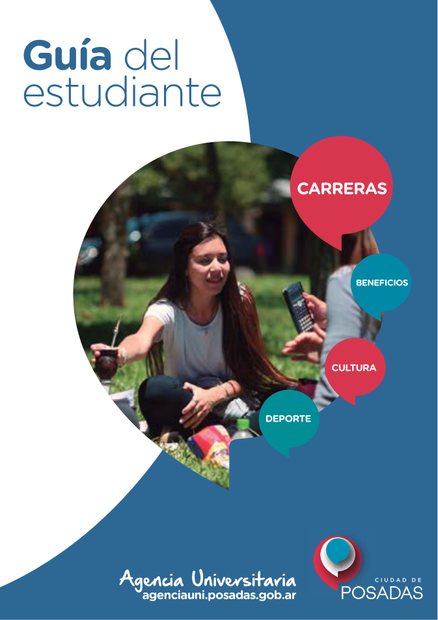 Guía del
estudiante
CARRERAS
BENEFICIOS
CULTURA
DEPORTE
Agencia Universitaria
agenciauni.posadas.gob.ar
CIUDAD DE
POSADAS